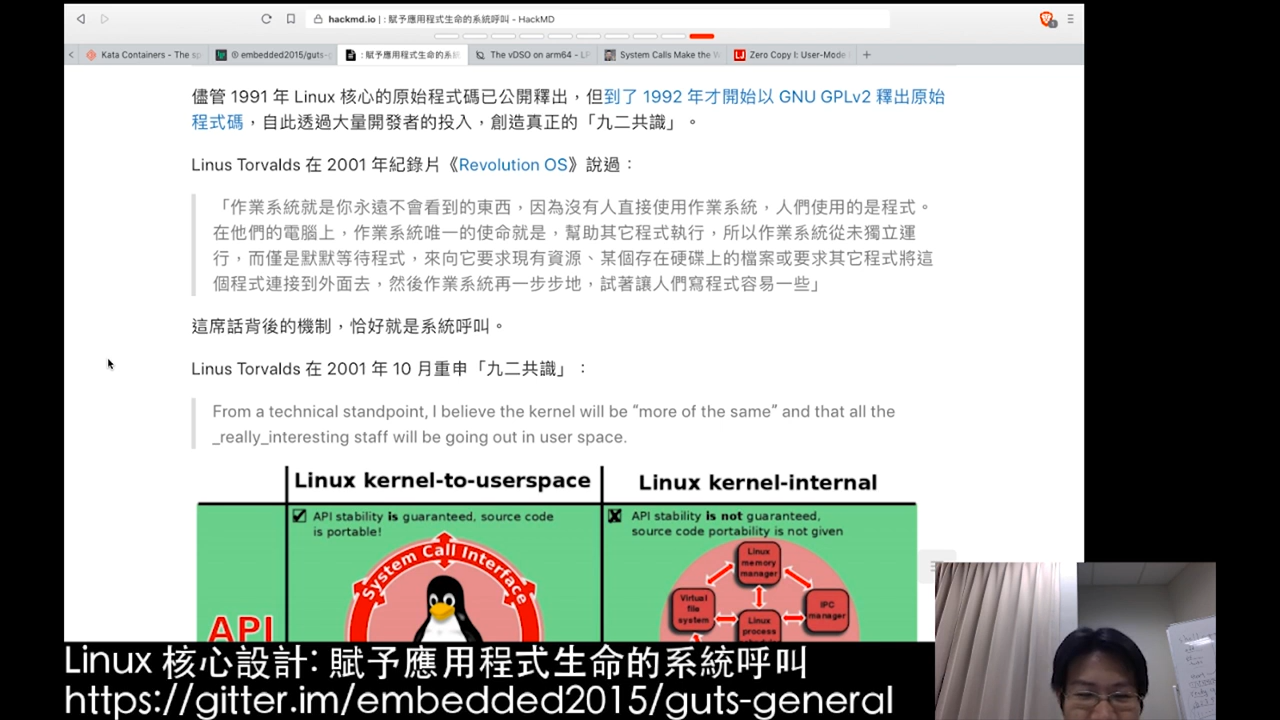 hackmd.io | : 賦予應用程式生命的系統呼叫 - HackMD
Kata Containers - The sp
embedded2015/guts-g
: 賦予應用程式生命的系統
The vDSO on arm64 - LF
System Calls Make the W
Zero Copy I: User-Mode
儘管 1991 年 Linux 核心的原始程式碼已公開釋出，但到了 1992 年才開始以 GNU GPLv2 釋出原始
程式碼，自此透過大量開發者的投入，創造真正的「九二共識」。
Linus Torvalds 在 2001 年紀錄片《Revolution OS》說過：
「作業系統就是你永遠不會看到的東西，因為沒有人直接使用作業系統，人們使用的是程式。
在他們的電腦上，作業系統唯一的使命就是，幫助其它程式執行，所以作業系統從未獨立運
行，而僅是默默等待程式，來向它要求現有資源、某個存在硬碟上的檔案或要求其它程式將這
個程式連接到外面去，然後作業系統再一步步地，試著讓人們寫程式容易一些」
這席話背後的機制，恰好就是系統呼叫。
Linus Torvalds 在 2001 年 10 月重申「九二共識」：
From a technical standpoint, I believe the kernel will be “more of the same” and that all the
_really_interesting staff will be going out in user space.
Linux kernel-to-userspace
Linux kernel-internal
API stability is guaranteed, source code
is portable!
API stability is not guaranteed,
source code portability is not given
System Call Interface
Linux
memory
manager
Virtual
file
system
IPC
manager
Linux
process
API
Linux 核心設計: 賦予應用程式生命的系統呼叫
https://gitter.im/embedded2015/guts-general